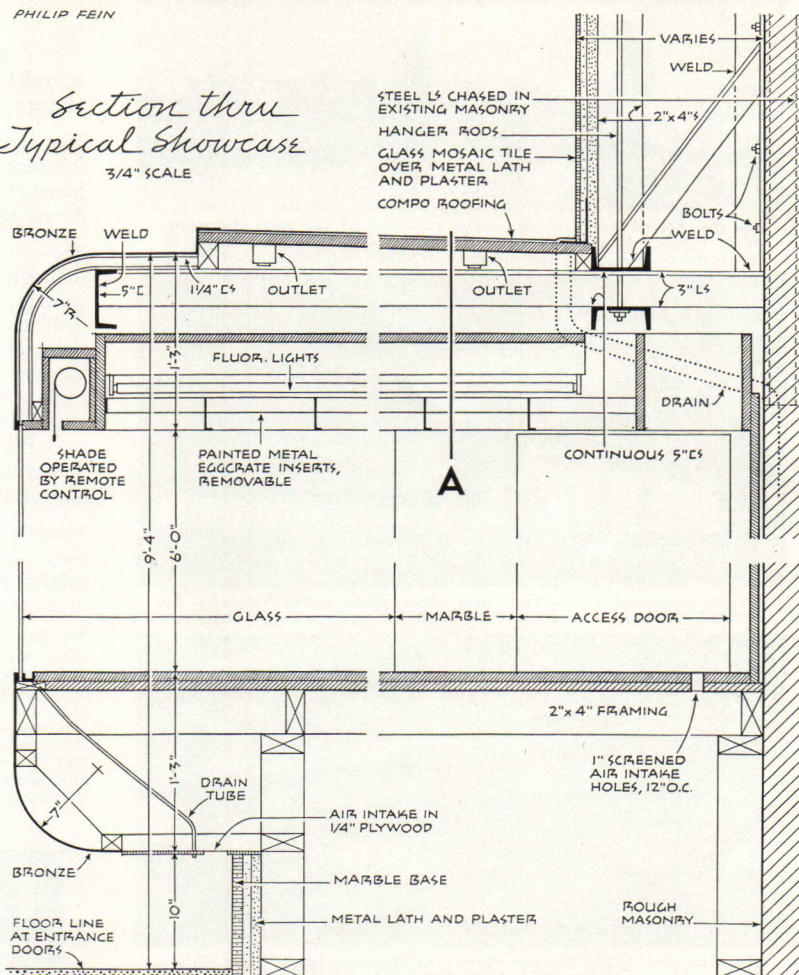 PHILIP FEIN
Section thru
Typical Showcase
3/4" SCALE
VARIES
WELD
STEEL LS CHASED IN
EXISTING MASONRY
HANGER RODS
GLASS MOSAIC TILE
OVER METAL LATH
AND PLASTER
COMPO ROOFING
2"x 4"S
BOLTS
WELD
BRONZE
WELD
7"R
5"[
1 1/4" [S
OUTLET
OUTLET
3" LS
1'-3"
FLUOR. LIGHTS
DRAIN
SHADE
OPERATED
BY REMOTE
CONTROL
PAINTED METAL
EGGCRATE INSERTS,
REMOVABLE
A
CONTINUOUS 5"[S
9'-4"
6'-0"
GLASS
MARBLE
ACCESS DOOR
2"x 4" FRAMING
1" SCREENED
AIR INTAKE
HOLES, 12"O.C.
1'-3"
7"
DRAIN
TUBE
AIR INTAKE IN
1/4" PLYWOOD
BRONZE
MARBLE BASE
10"
METAL LATH AND PLASTER
ROUGH
MASONRY
FLOOR LINE
AT ENTRANCE
DOORS